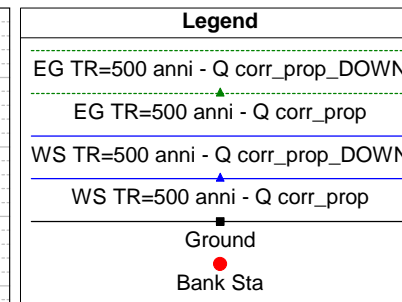 Legend
EG TR=500 anni - Q corr_prop_DOWN
EG TR=500 anni - Q corr_prop
WS TR=500 anni - Q corr_prop_DOWN
WS TR=500 anni - Q corr_prop
Ground
Bank Sta